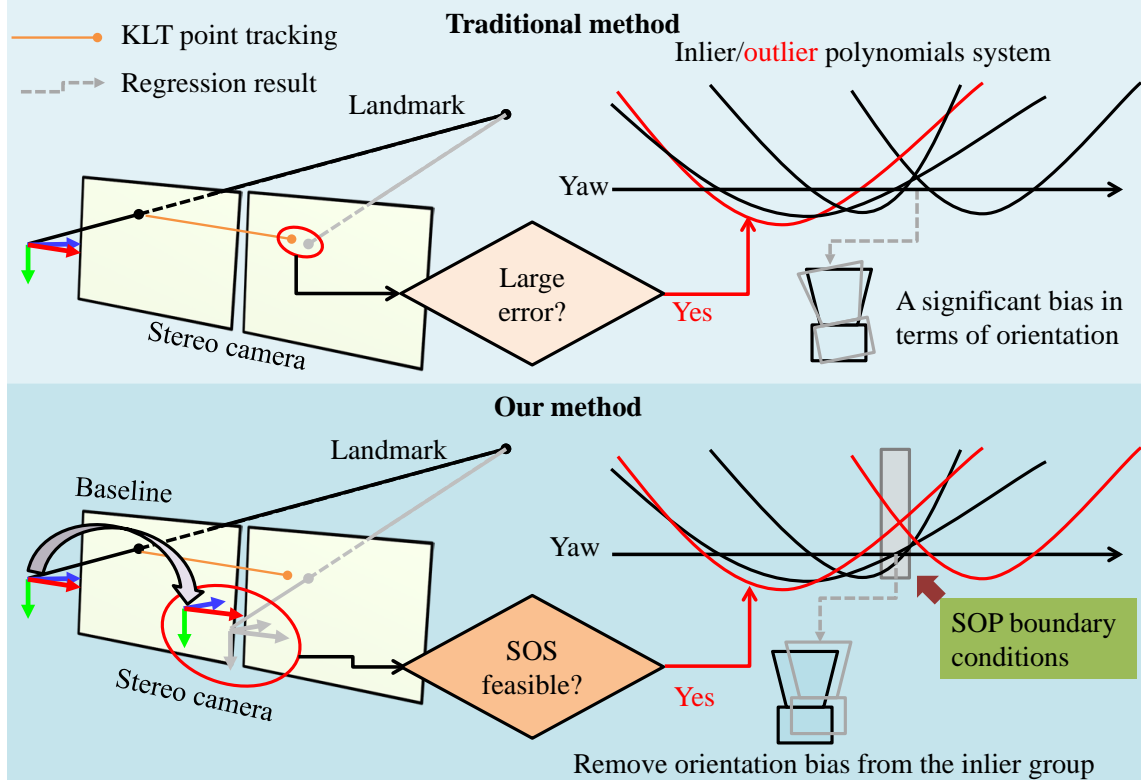 Traditional method
KLT point tracking
Regression result
Inlier/outlier polynomials system
Landmark
Yaw
Large
error?
Yes
Stereo camera
A significant bias in
terms of orientation
Our method
Landmark
Baseline
Yaw
SOS
feasible?
Yes
SOP boundary
conditions
Stereo camera
Remove orientation bias from the inlier group